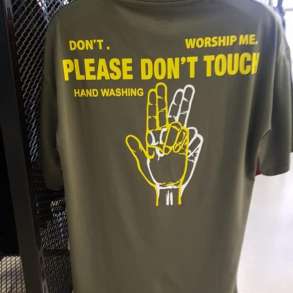 DON'T . WORSHIP ME.
PLEASE DON'T TOUCH
HAND WASHING